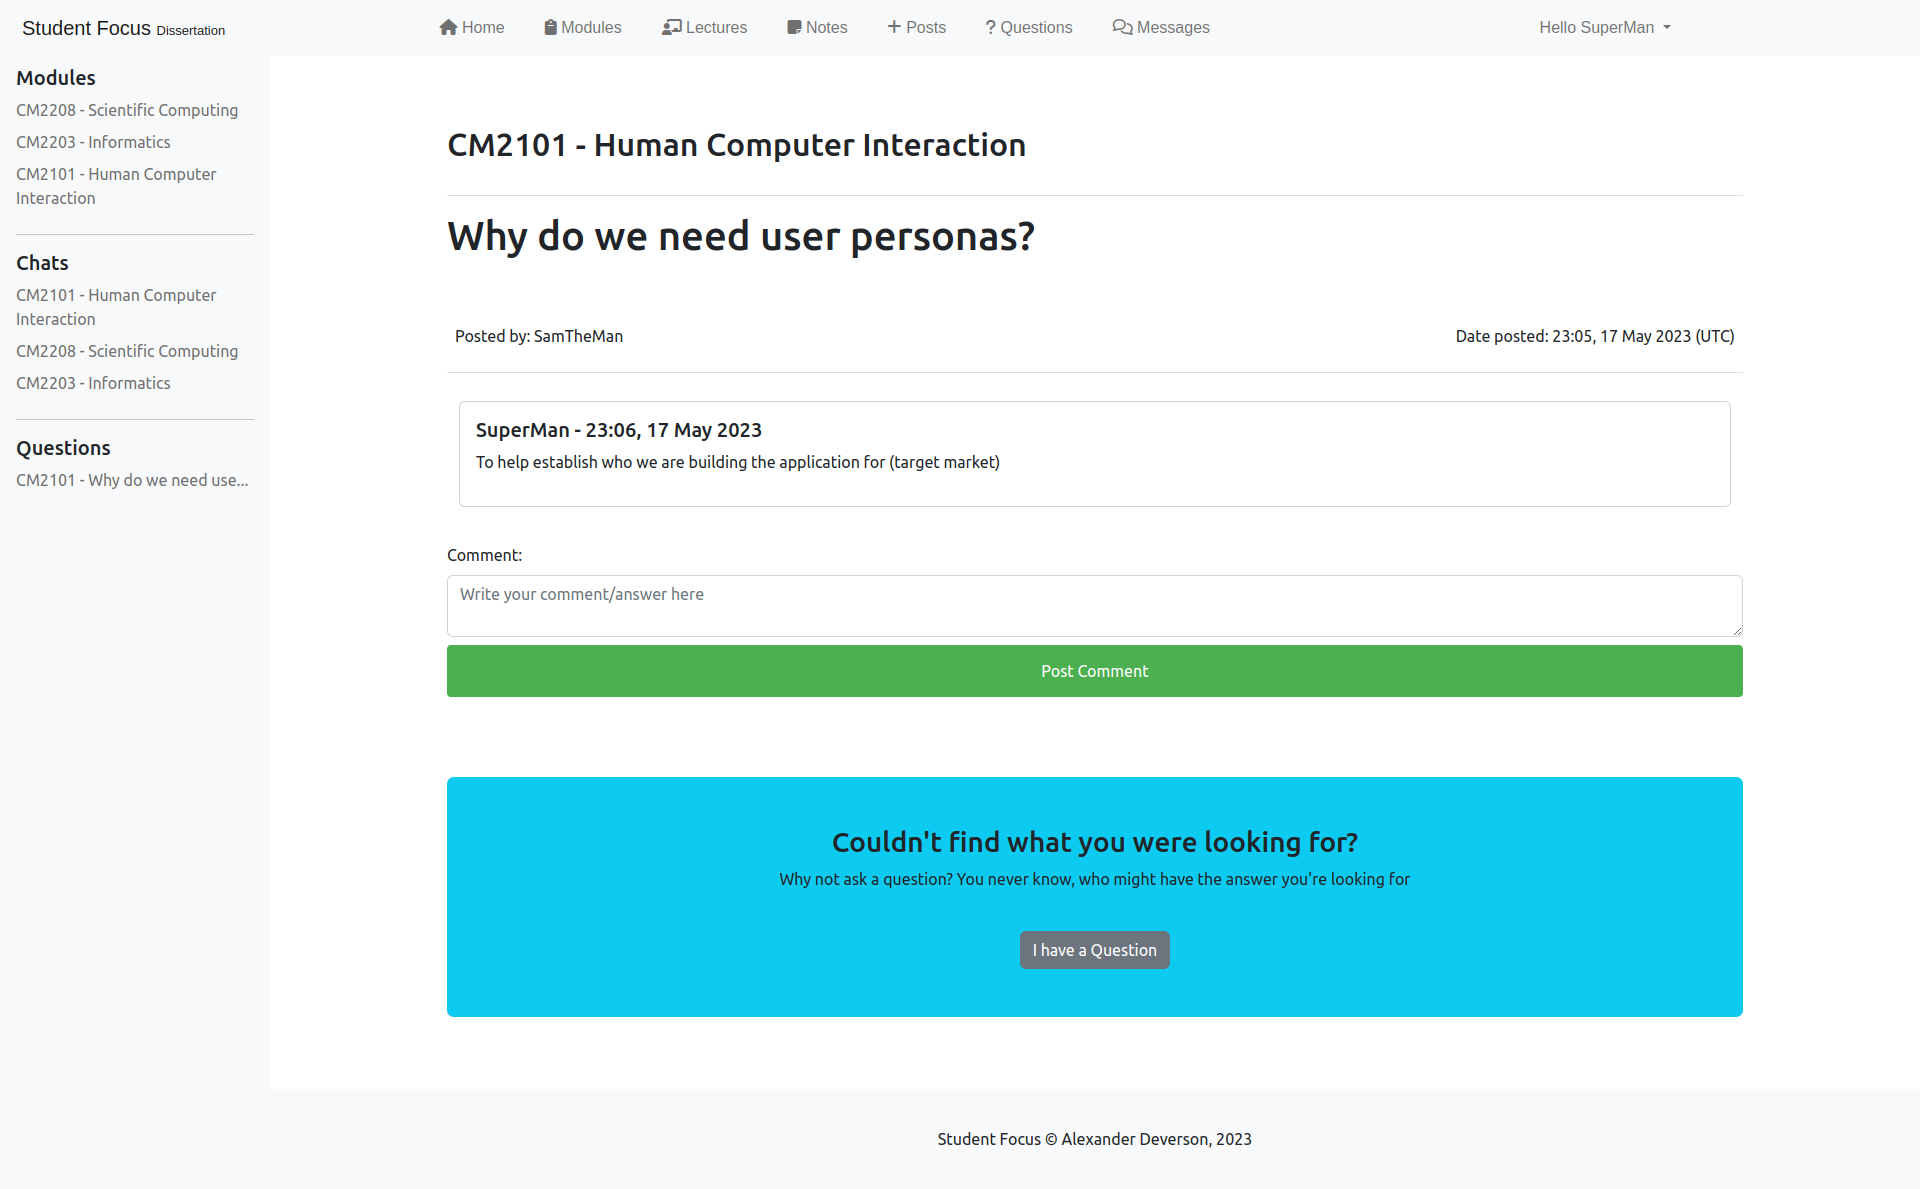 Student Focus Dissertation
Home
Modules
Lectures
Notes
Posts
Questions
Messages
Hello SuperMan
Modules
CM2208 - Scientific Computing
CM2203 - Informatics
CM2101 - Human Computer
Interaction
Chats
CM2101 - Human Computer
Interaction
CM2208 - Scientific Computing
CM2203 - Informatics
Questions
CM2101 - Why do we need use...
CM2101 - Human Computer Interaction
Why do we need user personas?
Posted by: SamTheMan
Date posted: 23:05, 17 May 2023 (UTC)
SuperMan - 23:06, 17 May 2023
To help establish who we are building the application for (target market)
Comment:
Write your comment/answer here
Post Comment
Couldn't find what you were looking for?
Why not ask a question? You never know, who might have the answer you're looking for
I have a Question
Student Focus © Alexander Deverson, 2023